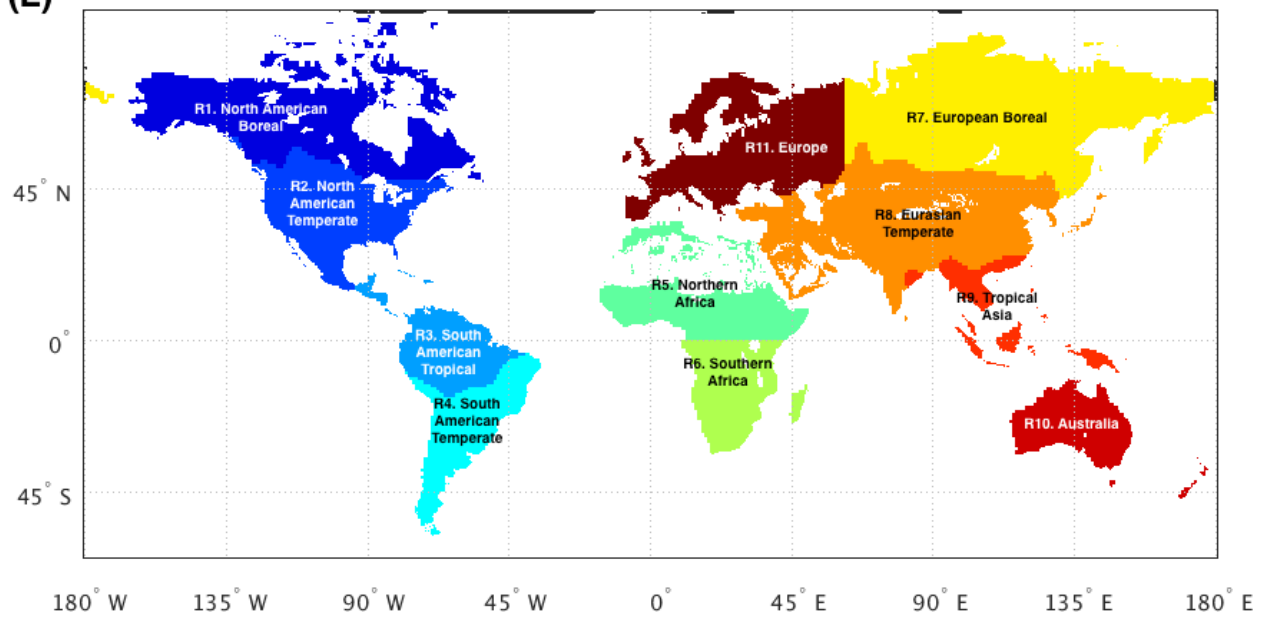 (E)
R1. North American
Boreal
R2. North
American
Temperate
R3. South
American
Tropical
R4. South
American
Temperate
R5. Northern
Africa
R6. Southern
Africa
R7. European Boreal
R8. Eurasian
Temperate
R9. Tropical
Asia
R10. Australia
R11. Europe
45° N
0°
45° S
180° W
135° W
90° W
45° W
0°
45° E
90° E
135° E
180° E